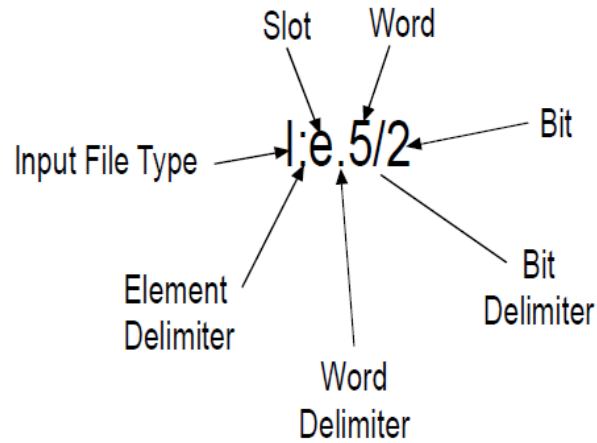 Slot
Word
I:e.5/2
Bit
Input File Type
Element
Delimiter
Bit
Delimiter
Word
Delimiter